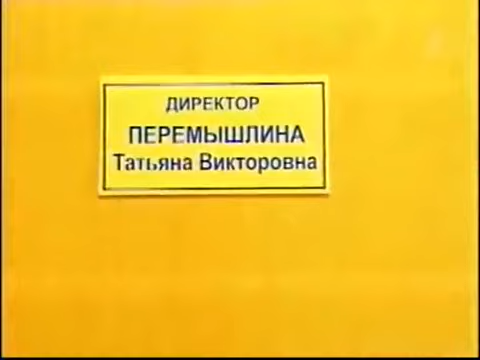 ДИРЕКТОР
ПЕРЕМЫШЛИНА
Татьяна Викторовна